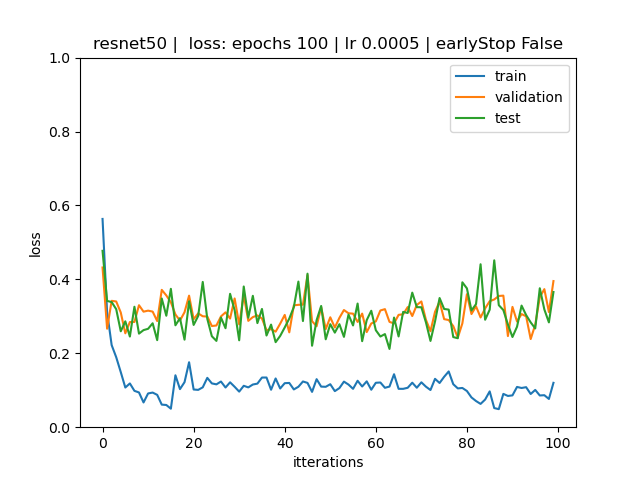 resnet50 |  loss: epochs 100 | lr 0.0005 | earlyStop False
train
validation
test
1.0
0.8
0.6
0.4
0.2
0.0
loss
0 20 40 60 80 100
itterations